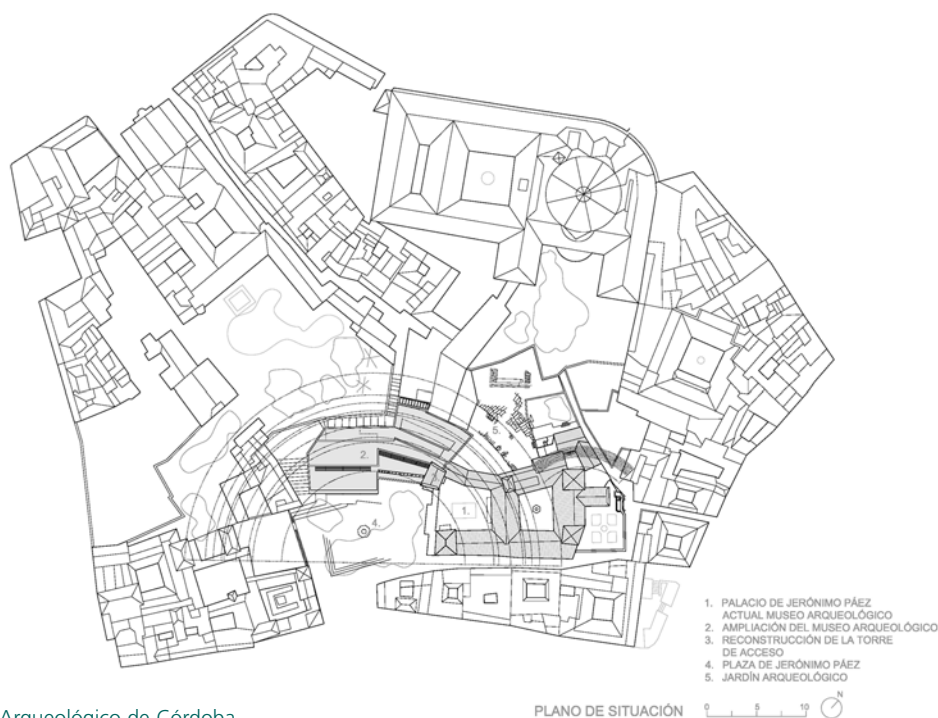 5.
2.
1.
4.
1. PALACIO DE JERÓNIMO PÁEZ
ACTUAL MUSEO ARQUEOLÓGICO
2. AMPLIACIÓN DEL MUSEO ARQUEOLÓGICO
3. RECONSTRUCCIÓN DE LA TORRE
DE ACCESO
4. PLAZA DE JERÓNIMO PÁEZ
5. JARDÍN ARQUEOLÓGICO
N
PLANO DE SITUACIÓN 0 5 10
Arqueológico de Córdoba